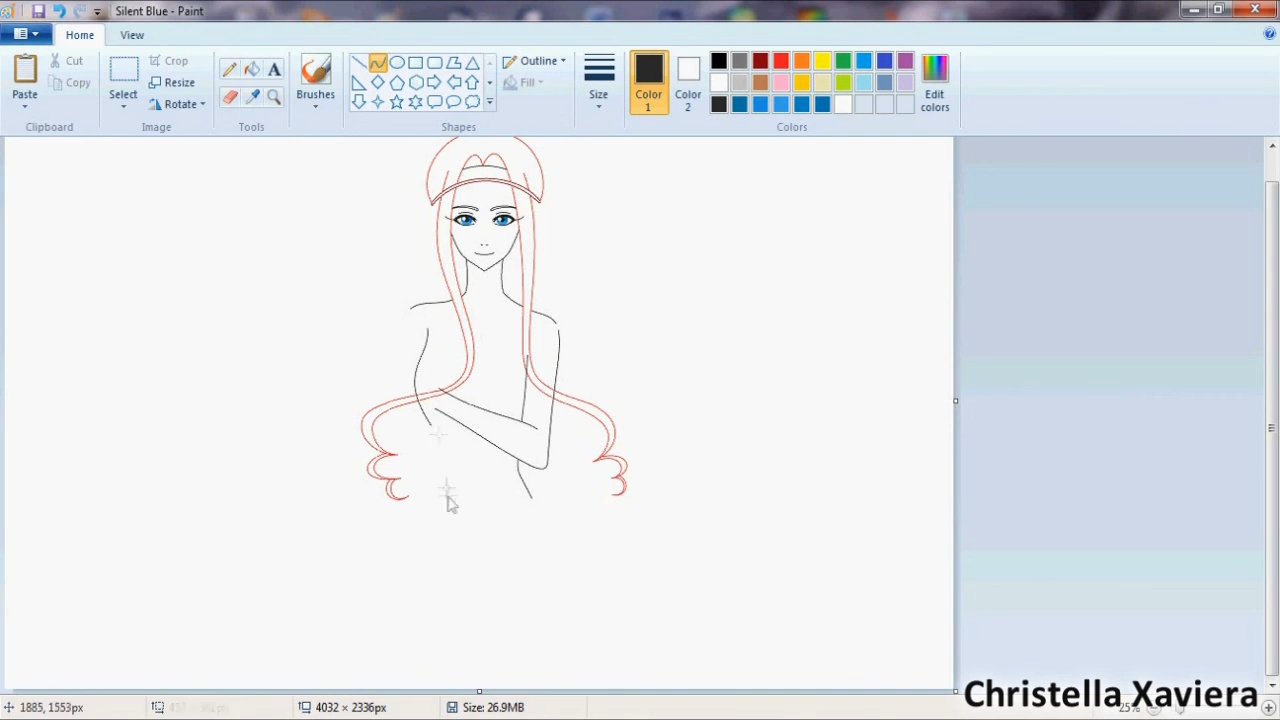 Silent Blue - Paint
Home
View
Paste
Cut
Copy
Clipboard
Select
Crop
Resize
Rotate
Image
A
Tools
Brushes
Outline
Fill
Shapes
Size
Color
1
Color
2
Edit
colors
Colors
1885, 1553px
4032 × 2336px
Size: 26.9MB
25%
Christella Xaviera